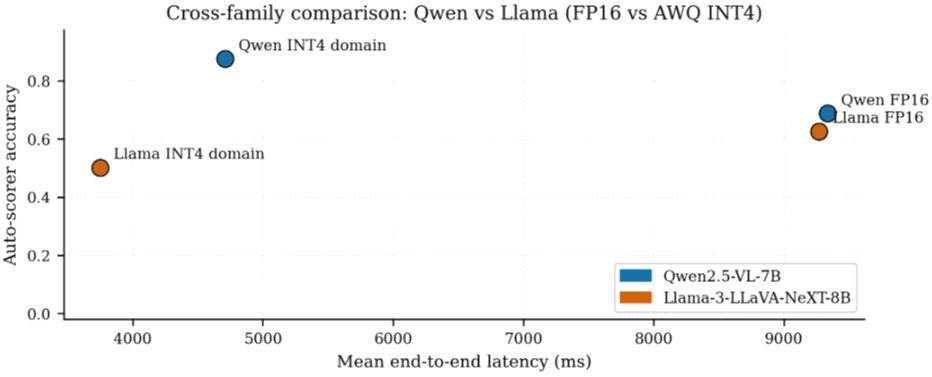 Cross-family comparison: Qwen vs Llama (FP16 vs AWQ INT4)
Qwen INT4 domain
Qwen FP16
Llama FP16
Llama INT4 domain
Auto-scorer accuracy
0.8
0.6
0.4
0.2
0.0
Qwen2.5-VL-7B
Llama-3-LLaVA-NeXT-8B
4000 5000 6000 7000 8000 9000
Mean end-to-end latency (ms)